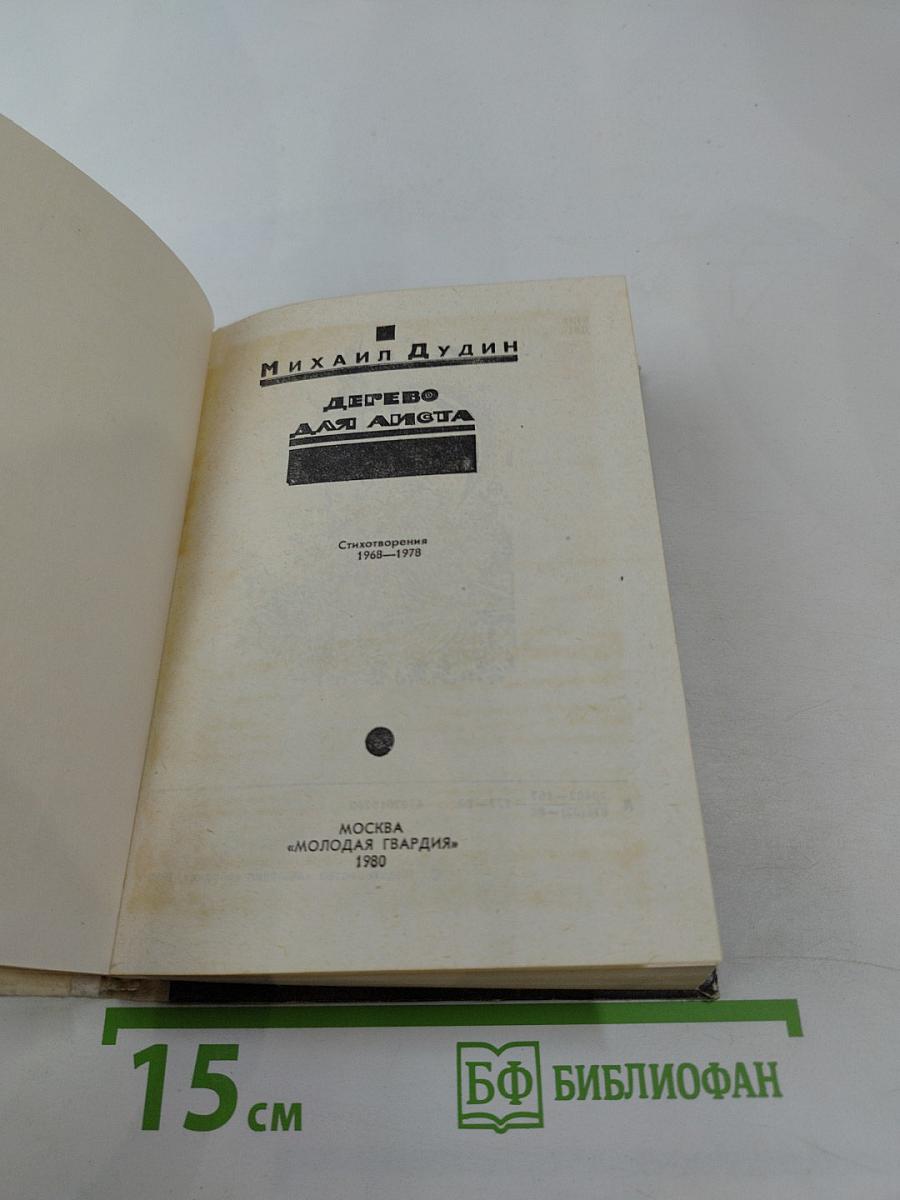 МИХАИЛ ДУДИН
ДЕРЕВО
ДЛЯ АИСТА
Стихотворения
1968—1978
МОСКВА
«МОЛОДАЯ ГВАРДИЯ»
1980
15 см
БФ БИБЛИОФАН